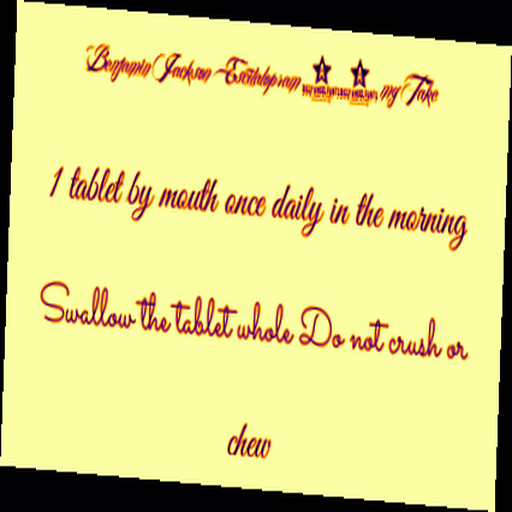 Benjamin Jackson Escitalopram mg Take
1 tablet by mouth once daily in the morning
Swallow the tablet whole Do not crush or
chew